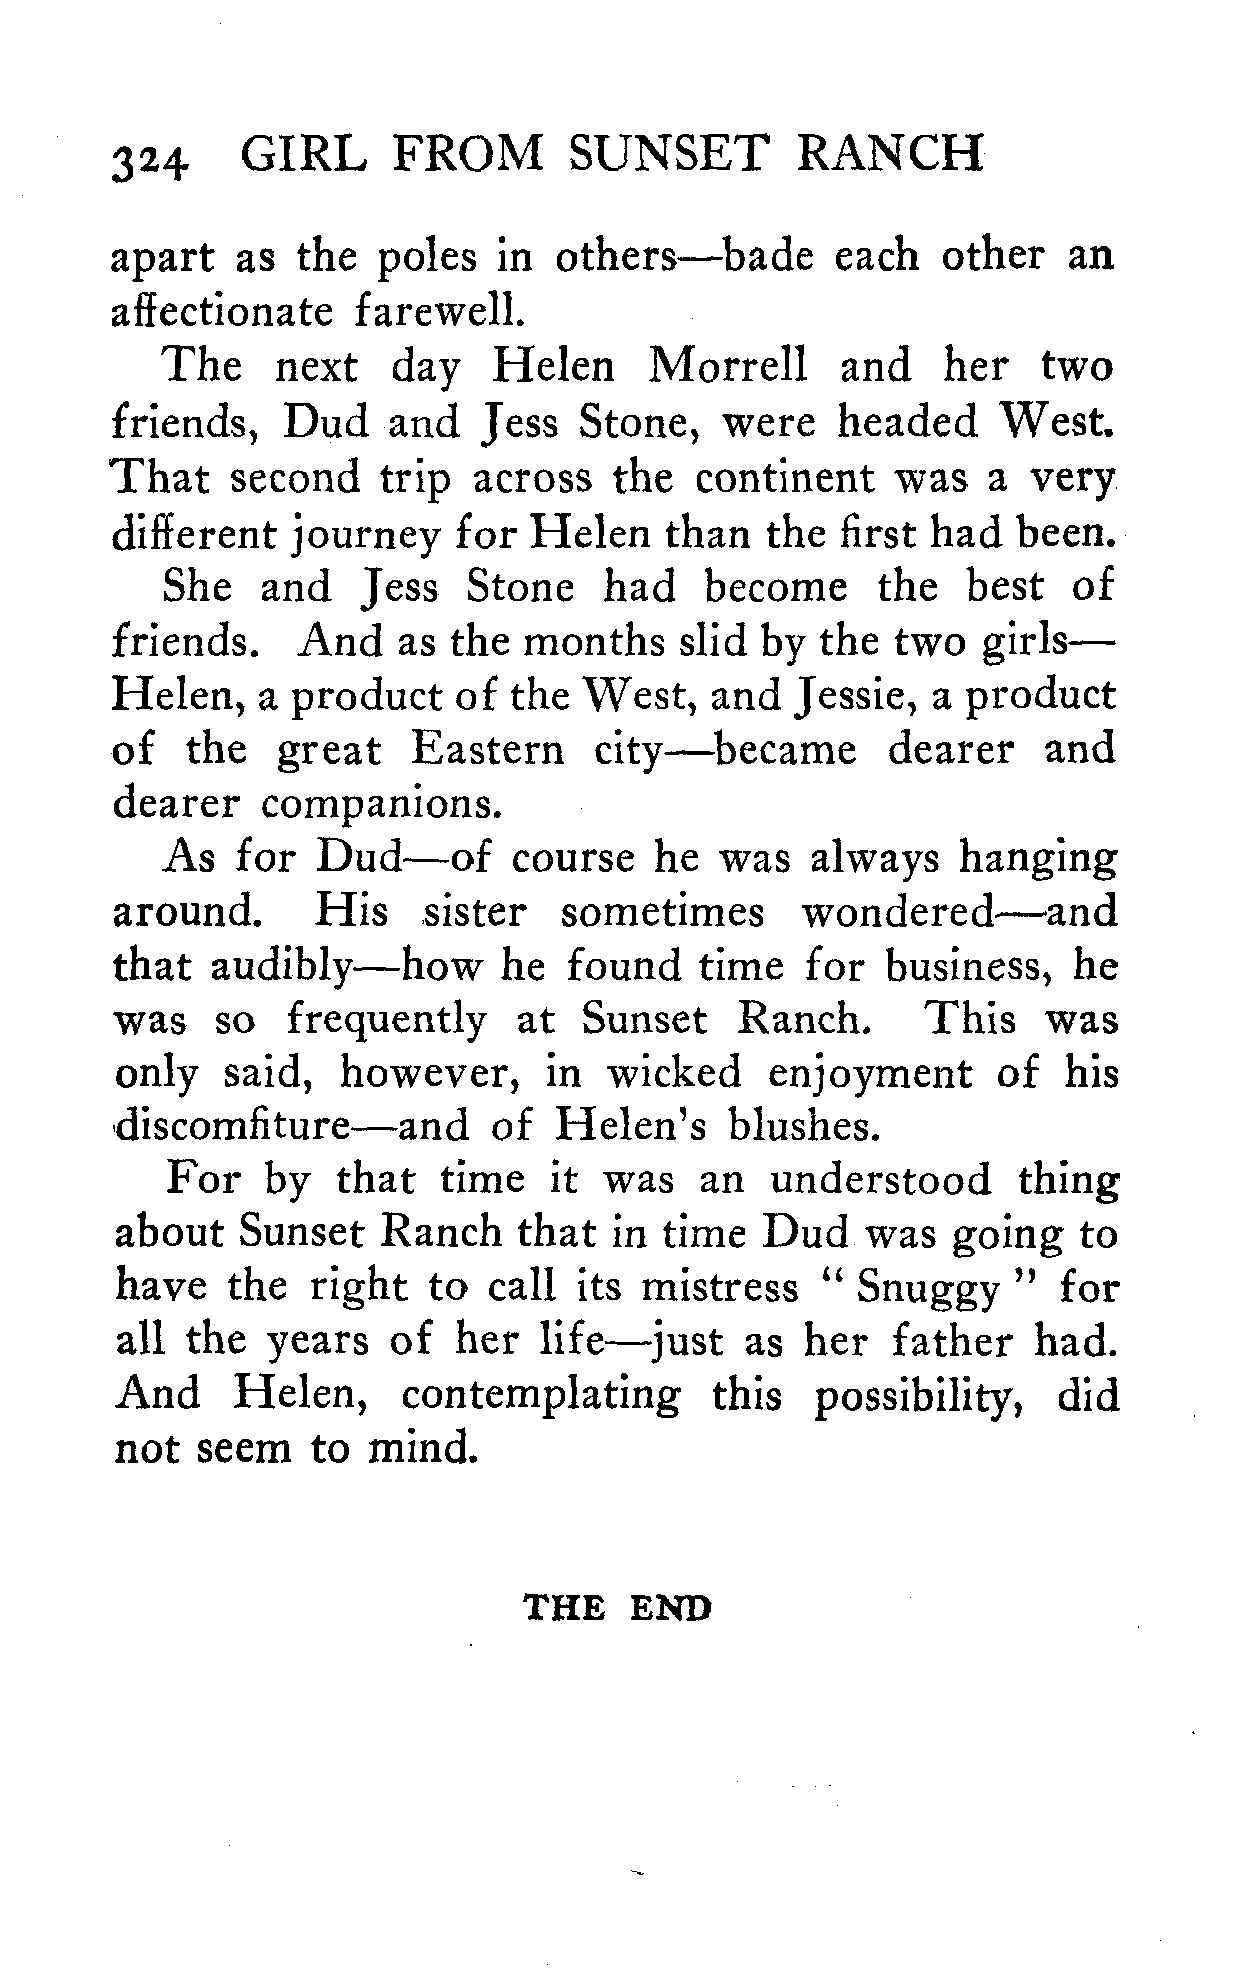 324 GIRL FROM SUNSET RANCH
apart as the poles in others—bade each other an
affectionate farewell.
The next day Helen Morrell and her two
friends, Dud and Jess Stone, were headed West.
That second trip across the continent was a very
different journey for Helen than the first had been.
She and Jess Stone had become the best of
friends. And as the months slid by the two girls—
Helen, a product of the West, and Jessie, a product
of the great Eastern city—became dearer and
dearer companions.
As for Dud—of course he was always hanging
around. His sister sometimes wondered—and
that audibly—how he found time for business, he
was so frequently at Sunset Ranch. This was
only said, however, in wicked enjoyment of his
discomfiture—and of Helen's blushes.
For by that time it was an understood thing
about Sunset Ranch that in time Dud was going to
have the right to call its mistress " Snuggy " for
all the years of her life—just as her father had.
And Helen, contemplating this possibility, did
not seem to mind.
THE END